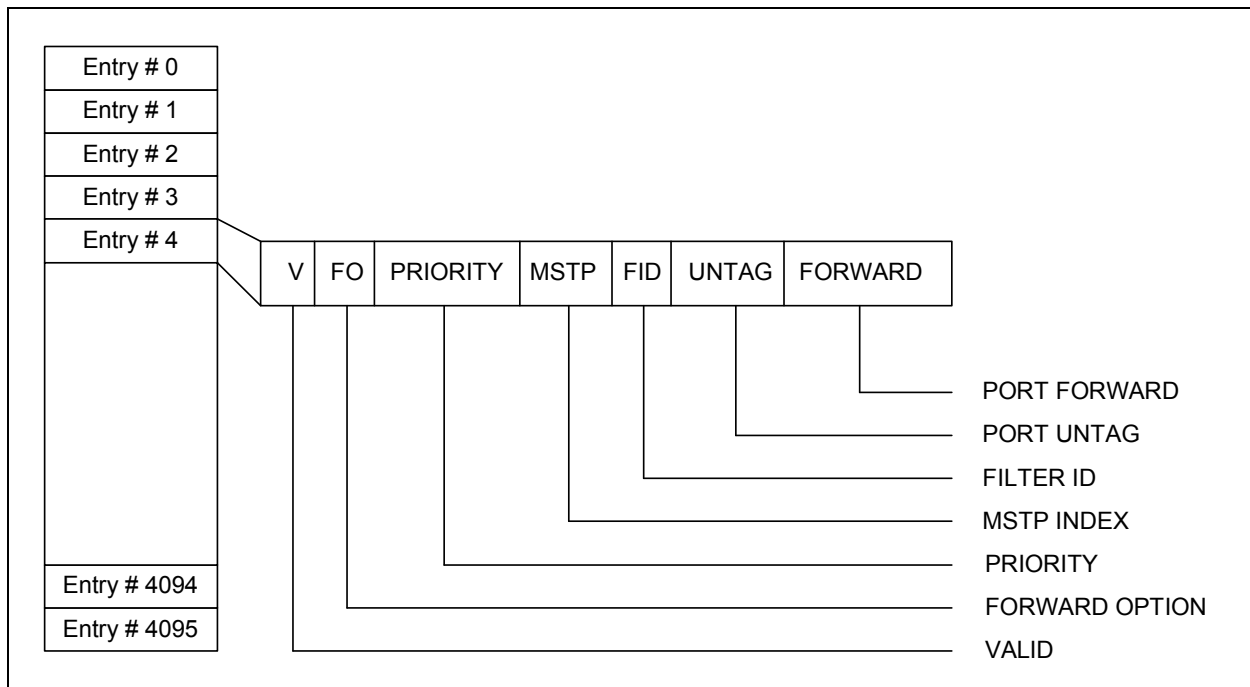 Entry # 0
Entry # 1
Entry # 2
Entry # 3
Entry # 4
V FO PRIORITY MSTP FID UNTAG FORWARD
PORT FORWARD
PORT UNTAG
FILTER ID
MSTP INDEX
PRIORITY
FORWARD OPTION
VALID
Entry # 4094
Entry # 4095